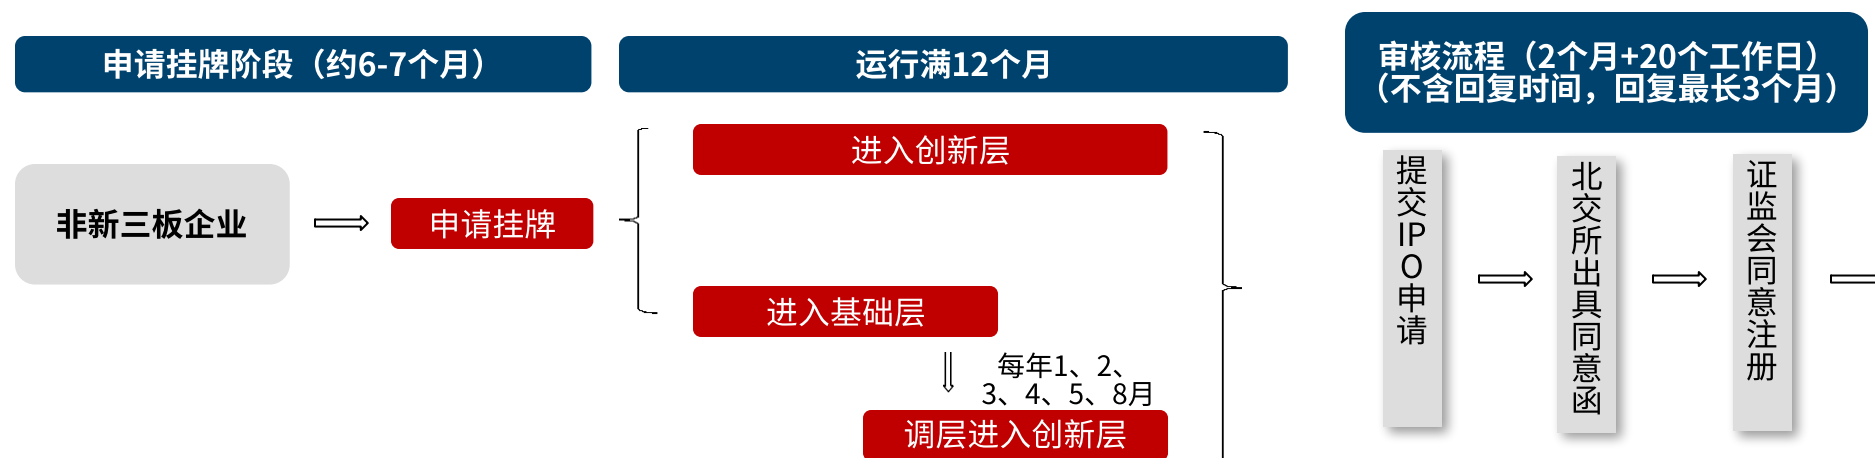 申请挂牌阶段（约6-7个月）
运行满12个月
审核流程（2个月+20个工作日）
（不含回复时间，回复最长3个月）
非新三板企业
申请挂牌
进入创新层
进入基础层
每年1、2、
3、4、5、8月
调层进入创新层
提交IPO申请
北交所出具同意函
证监会同意注册